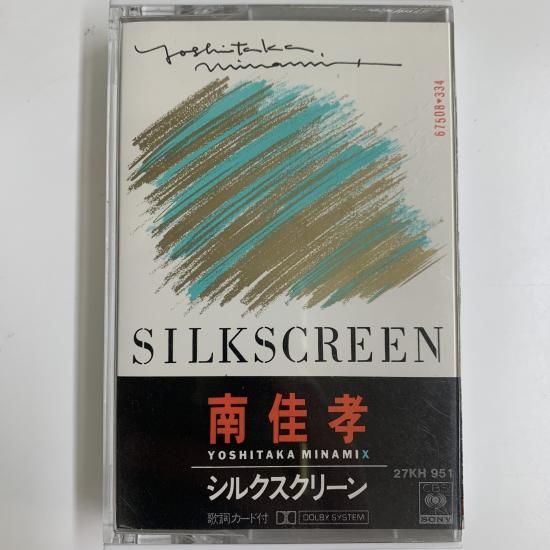 Yoshitaka
Minami
67508♥334
SILKSCREEN
南佳孝
YOSHITAKA MINAMIX
シルクスクリーン
27KH 951
歌詞カード付 DOLBY SYSTEM
CBS
SONY